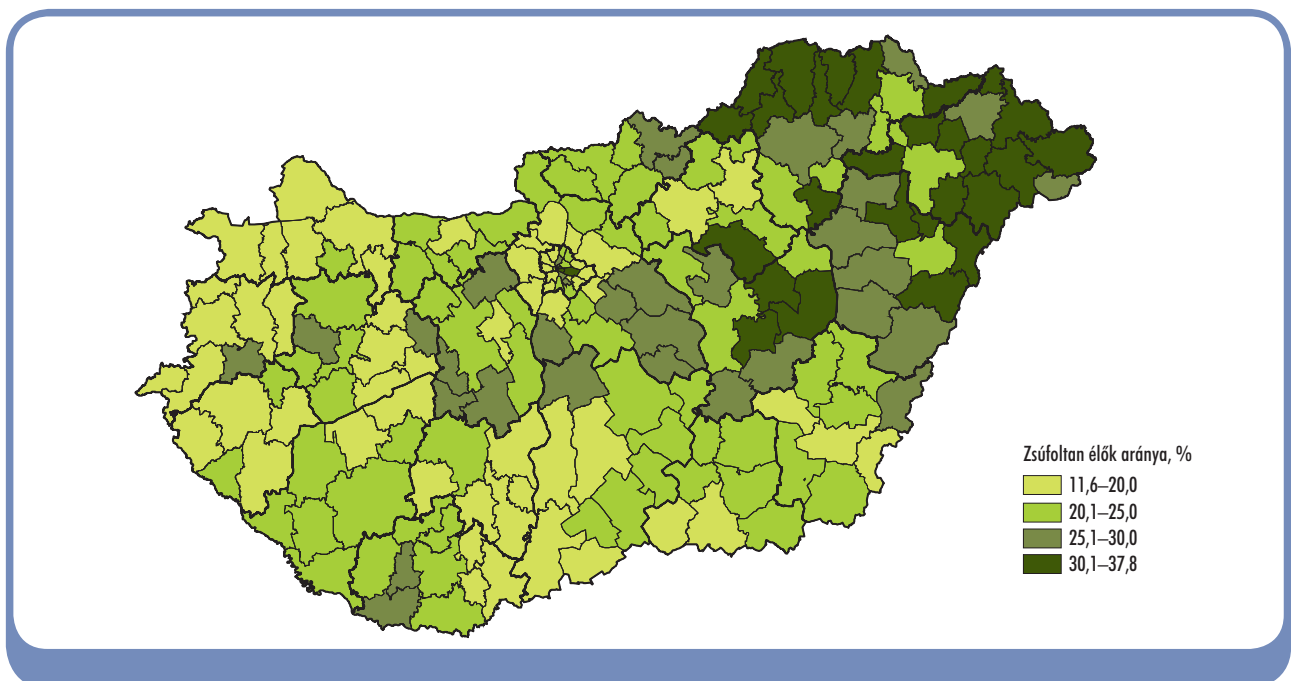 Zsúfoltan élők aránya, %
11,6–20,0
20,1–25,0
25,1–30,0
30,1–37,8